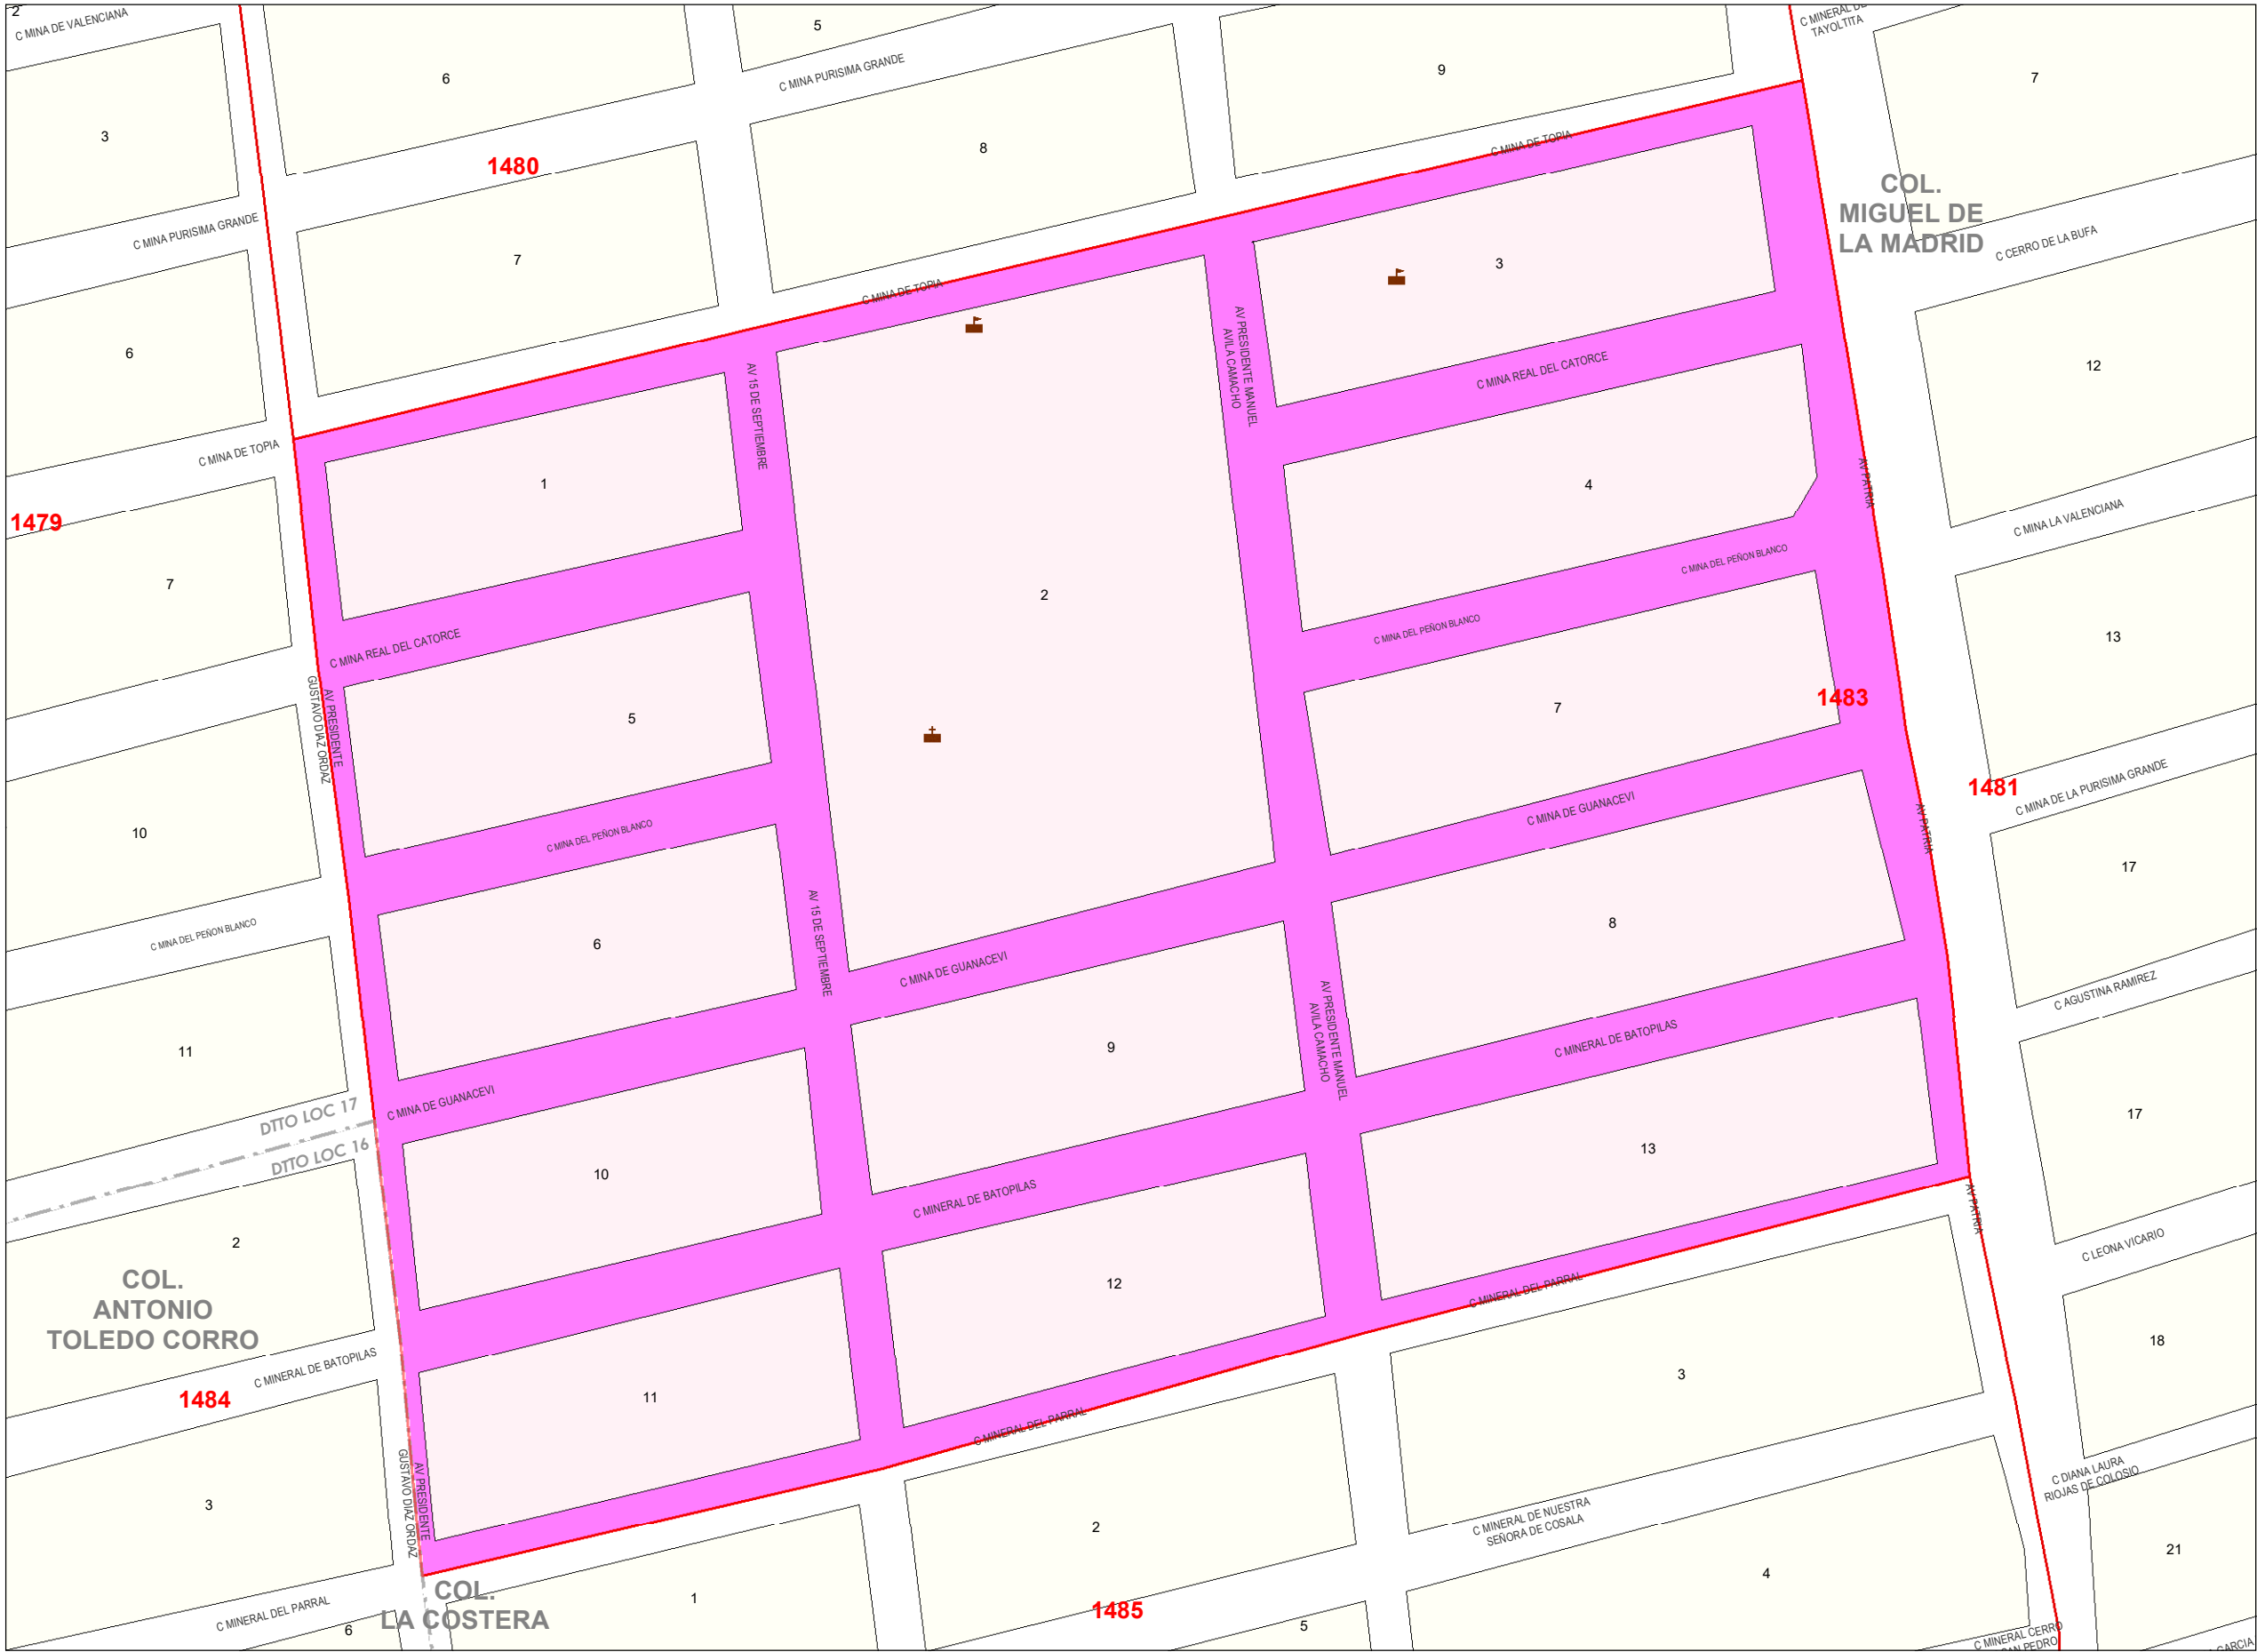 2
C MINA DE VALENCIANA
3
6
5
C MINA PURISIMA GRANDE
9
C MINERAL DE
TAYOLTITA
7
1480
8
C MINA DE TOPIA
COL.
MIGUEL DE
LA MADRID
C MINA PURISIMA GRANDE
7
C CERRO DE LA BUFA
3
C MINA DE TOPIA
6
AV 15 DE SEPTIEMBRE
AV PRESIDENTE MANUEL
AVILA CAMACHO
C MINA REAL DEL CATORCE
12
C MINA DE TOPIA
1
4
AV PATRIA
1479
C MINA LA VALENCIANA
7
2
C MINA DEL PEÑON BLANCO
C MINA DEL PEÑON BLANCO
13
C MINA REAL DEL CATORCE
AV PRESIDENTE
GUSTAVO DIAZ ORDAZ
5
7
1483
1481
C MINA DE LA PURISIMA GRANDE
10
C MINA DEL PEÑON BLANCO
C MINA DE GUANACEVI
AV PATRIA
17
C MINA DEL PEÑON BLANCO
6
AV 15 DE SEPTIEMBRE
C MINA DE GUANACEVI
8
C AGUSTINA RAMIREZ
11
9
AV PRESIDENTE MANUEL
AVILA CAMACHO
C MINERAL DE BATOPILAS
DTTO LOC 17
C MINA DE GUANACEVI
DTTO LOC 16
17
10
13
C MINERAL DE BATOPILAS
AV PATRIA
2
C LEONA VICARIO
COL.
ANTONIO
TOLEDO CORRO
12
C MINERAL DEL PARRAL
18
C MINERAL DE BATOPILAS
1484
11
3
C MINERAL DEL PARRAL
3
AV PRESIDENTE
GUSTAVO DIAZ ORDAZ
C DIANA LAURA
RIOJAS DE COLOSIO
2
C MINERAL DE NUESTRA
SEÑORA DE COSALA
21
4
COL.
LA COSTERA
1
1485
C MINERAL DEL PARRAL
6
5
C MINERAL CERRO
SAN PEDRO
GARCIA